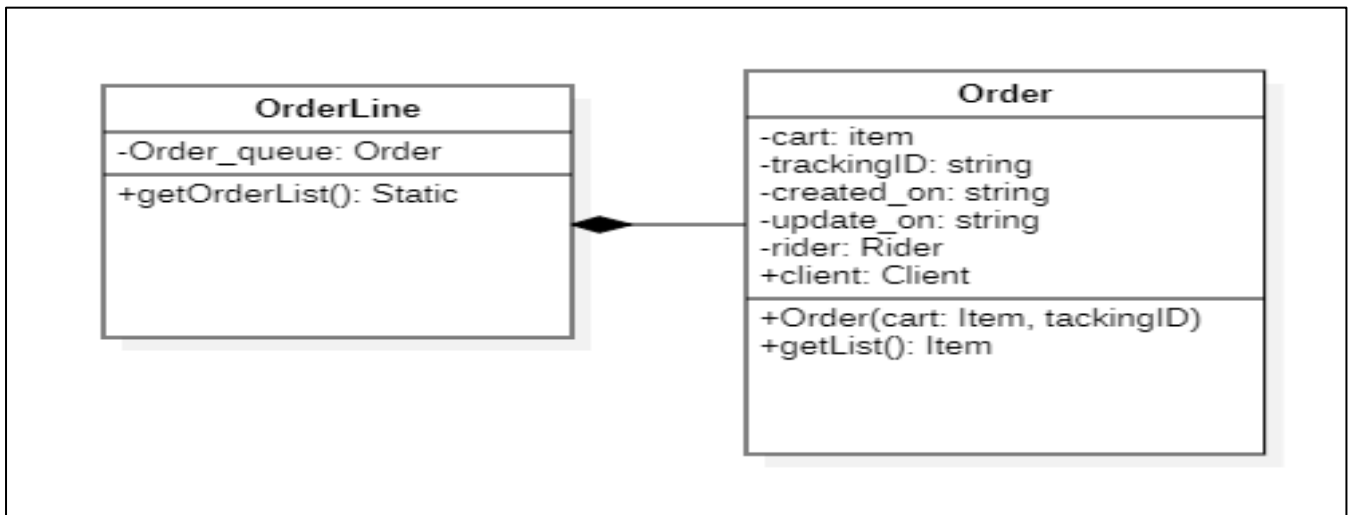 OrderLine
-Order_queue: Order
+getOrderList(): Static
Order
-cart: item
-trackingID: string
-created_on: string
-update_on: string
-rider: Rider
+client: Client
+Order(cart: Item, tackingID)
+getList(): Item